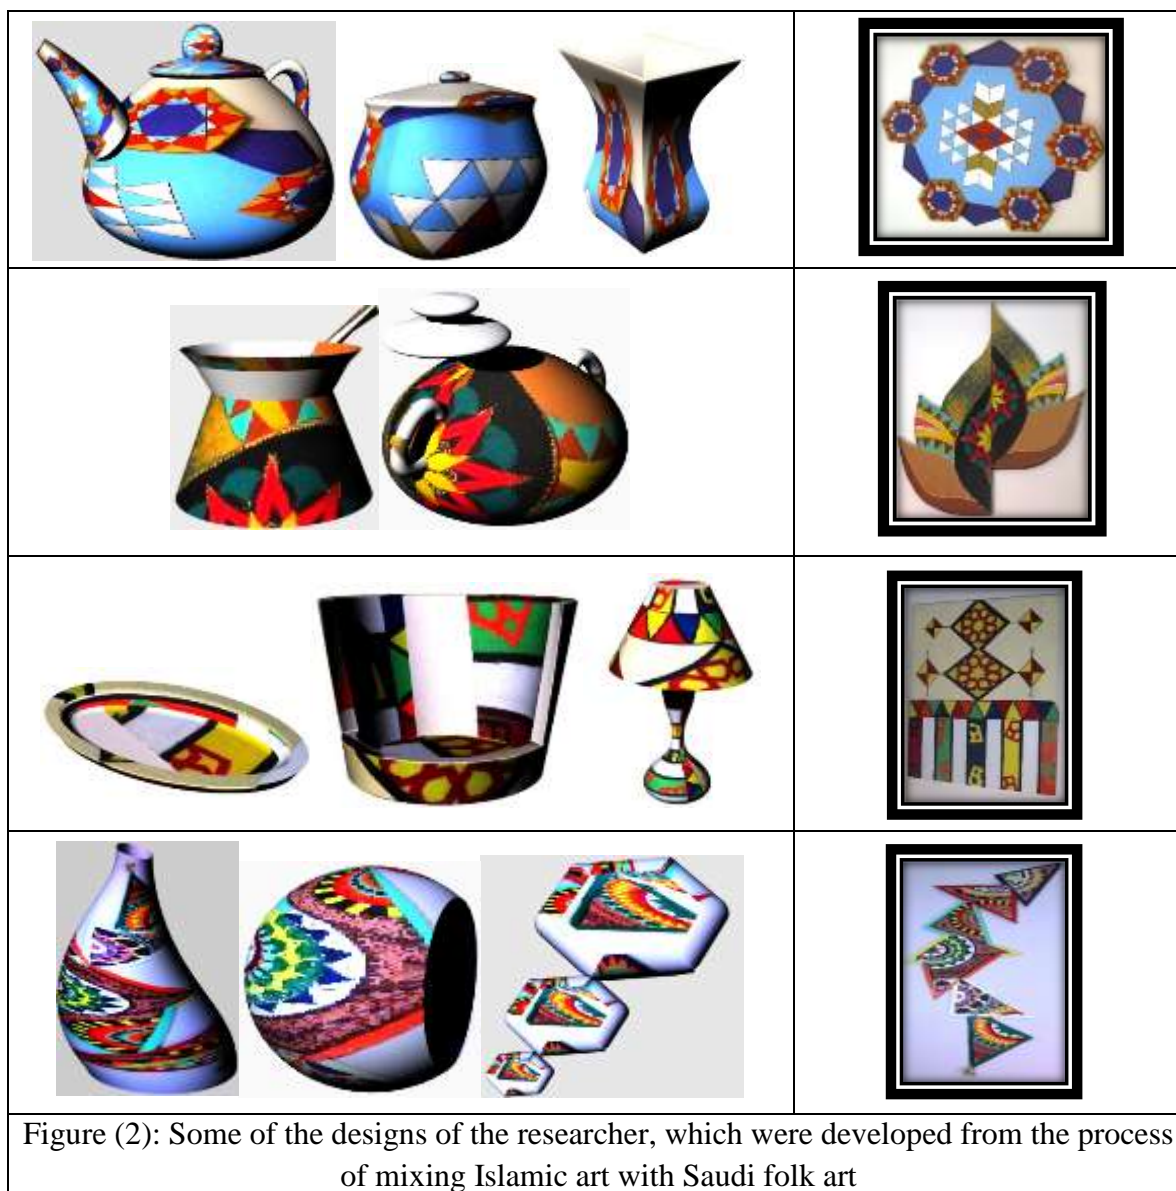 Figure (2): Some of the designs of the researcher, which were developed from the process
of mixing Islamic art with Saudi folk art